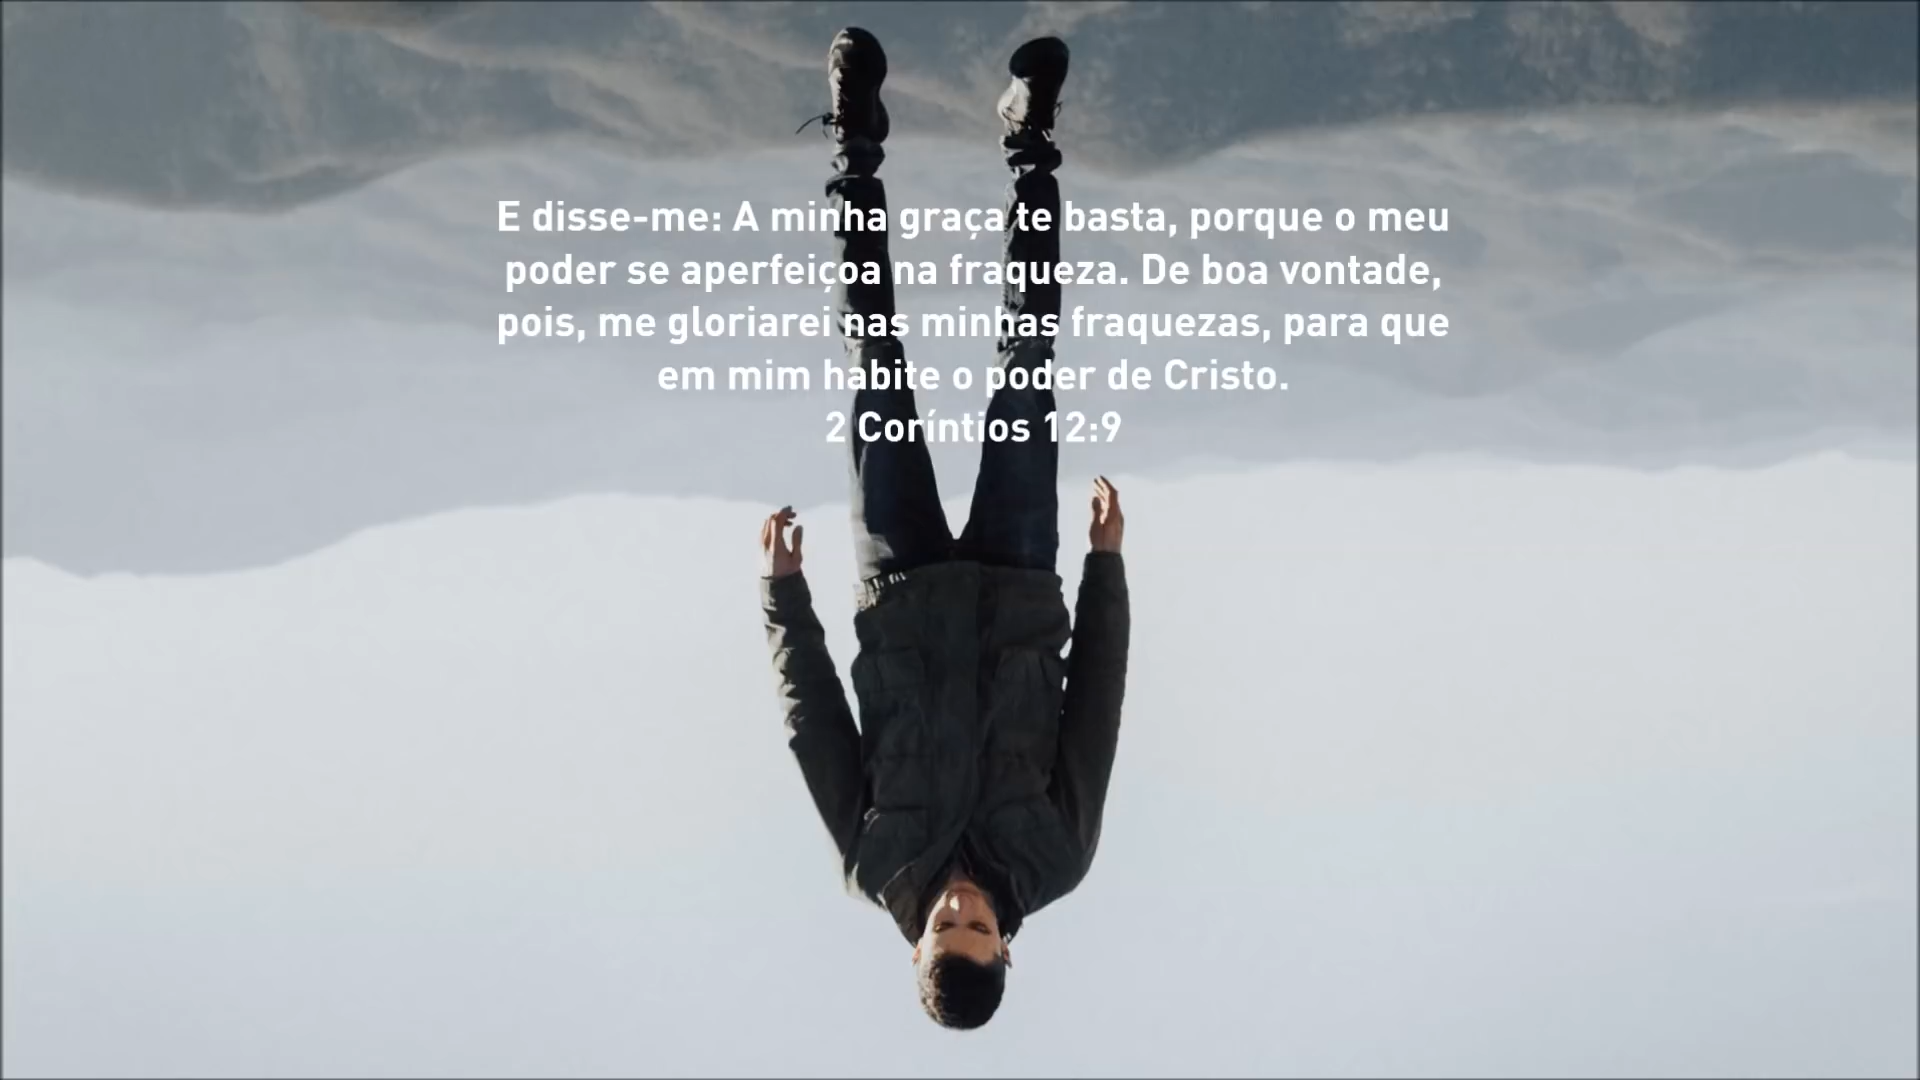 E disse-me: A minha graça te basta, porque o meu
poder se aperfeiçoa na fraqueza. De boa vontade,
pois, me gloriarei nas minhas fraquezas, para que
em mim habite o poder de Cristo.
2 Coríntios 12:9